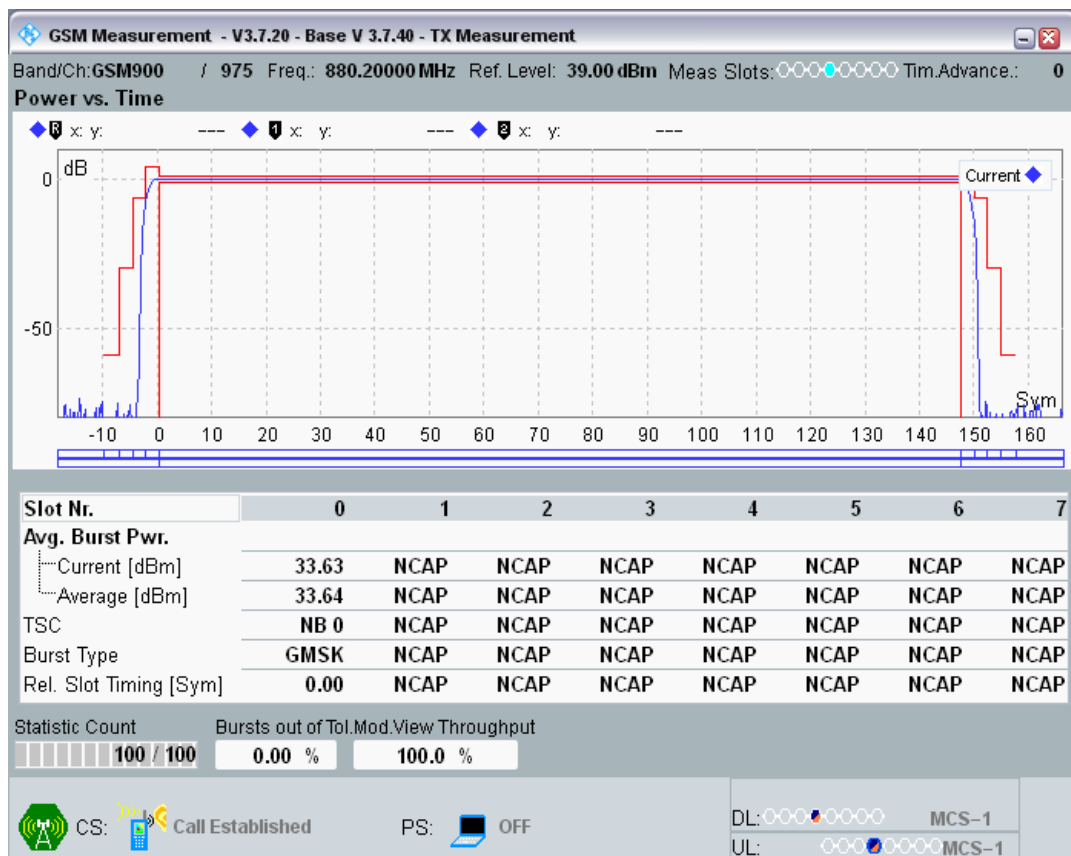 GSM Measurement - V3.7.20 - Base V 3.7.40 - TX Measurement
Band/Ch:GSM900 / 975 Freq.: 880.20000 MHz Ref. Level: 39.00 dBm Meas Slots: Tim.Advance.: 0
Power vs. Time
R x: y: --- 1 x: y: --- 2 x: y: ---
dB
Current
0
-50
Sym
-10 0 10 20 30 40 50 60 70 80 90 100 110 120 130 140 150 160
Slot Nr. 0 1 2 3 4 5 6 7
Avg. Burst Pwr.
Current [dBm] 33.63 NCAP NCAP NCAP NCAP NCAP NCAP NCAP
Average [dBm] 33.64 NCAP NCAP NCAP NCAP NCAP NCAP NCAP
TSC NB 0 NCAP NCAP NCAP NCAP NCAP NCAP NCAP
Burst Type GMSK NCAP NCAP NCAP NCAP NCAP NCAP NCAP
Rel. Slot Timing [Sym] 0.00 NCAP NCAP NCAP NCAP NCAP NCAP NCAP
Statistic Count Bursts out of Tol. Mod.View Throughput
100 / 100 0.00 % 100.0 %
CS: Call Established PS: OFF DL: MCS-1
UL: MCS-1